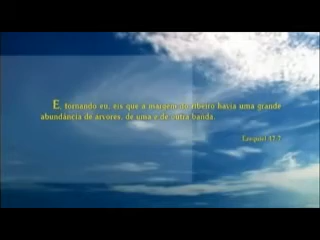 E, tornando eu, eis que à margem do ribeiro havia uma grande
abundância de árvores, de uma e de outra banda.
Ezequiel 47:7